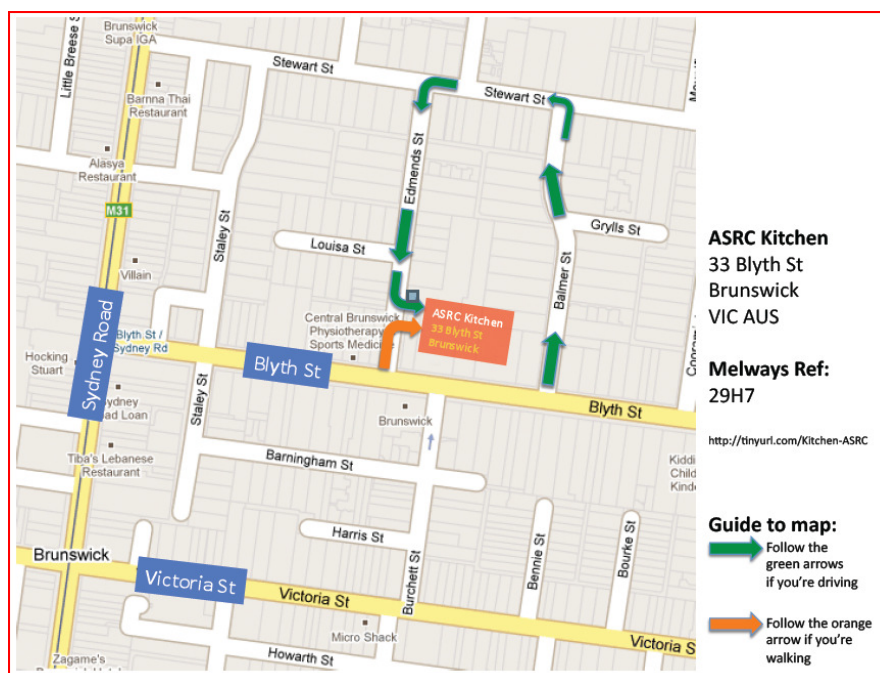 Brunswick
Supa IGA
Little Breese S
Stewart St
Barnna Thai
Restaurant
Stewart St
Alasya
Restaurant
Edmends St
M31
Staley St
Grylls St
Louisa St
Villain
Balmer St
Sydney Road
Blyth St /
Sydney Rd
Central Brunswick
Physiotherapy
Sports Medicine
ASRC Kitchen
33 Blyth St
Brunswick
Hocking
Stuart
Blyth St
Staley St
Sydney
ad Loan
Brunswick
Blyth St
Tiba's Lebanese
Restaurant
Barningham St
Kiddi
Child
Kinde
Harris St
Brunswick
Victoria St
Burchett St
Bennie St
Bourke St
Victoria St
Micro Shack
Victoria S
Howarth St
Zagame's
ASRC Kitchen
33 Blyth St
Brunswick
VIC AUS
Melways Ref:
29H7
http://tinyurl.com/Kitchen-ASRC
Guide to map:
Follow the
green arrows
if you're driving
Follow the orange
arrow if you're
walking